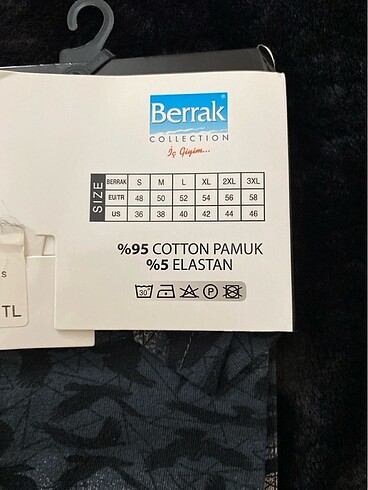 Berrak®
COLLECTION
İç Giyim...
SIZE
BERRAK S M L XL 2XL 3XL
EU/TR 48 50 52 54 56 58
US 36 38 40 42 44 46
%95 COTTON PAMUK
%5 ELASTAN
30 P
S
TL